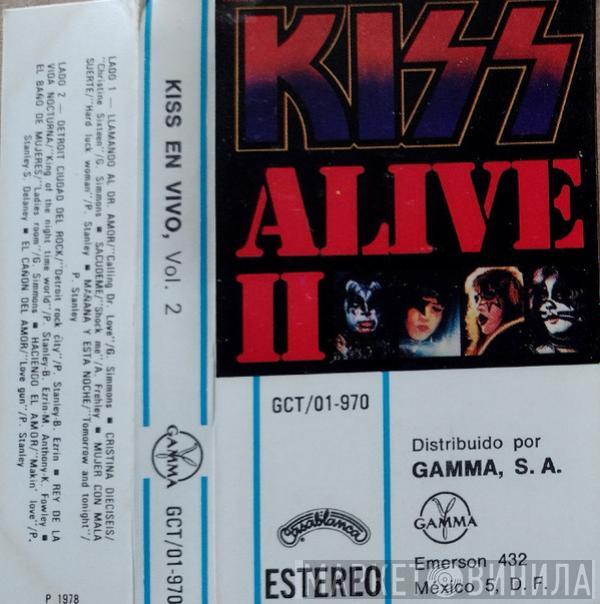 KISS
ALIVE
II
GCT/01-970
Casablanca
ESTEREO
Distribuido por
GAMMA, S. A.
GAMMA
Emerson 432
México 5, D. F.
МАРКЕТ ВИНИЛА
KISS EN VIVO, Vol. 2
GAMMA
GCT/01-970
LADO 1 — LLAMANDO AL DR. AMOR/"Calling Dr. Love"/G. Simmons ■ CRISTINA DIECISEIS/
"Christine Sixteen"/G. Simmons ■ SACUDEME/"Shock me"/A. Frehley ■ MUJER CON MALA
SUERTE/"Hard luck woman"/P. Stanley ■ MAÑANA Y ESTA NOCHE/"Tomorrow and tonight"/
P. Stanley
LADO 2 — DETROIT CIUDAD DEL ROCK/"Detroit rock city"/P. Stanley-B. Ezrin ■ REY DE LA
VIDA NOCTURNA/"King of the night time world"/P. Stanley-B. Ezrin-M. Anthony-K. Fowley ■
EL BAÑO DE MUJERES/"Ladies room"/G. Simmons ■ HACIENDO EL AMOR/"Makin' love"/P.
Stanley-S. Delaney ■ EL CAÑON DEL AMOR/"Love gun"/P. Stanley
P 1978